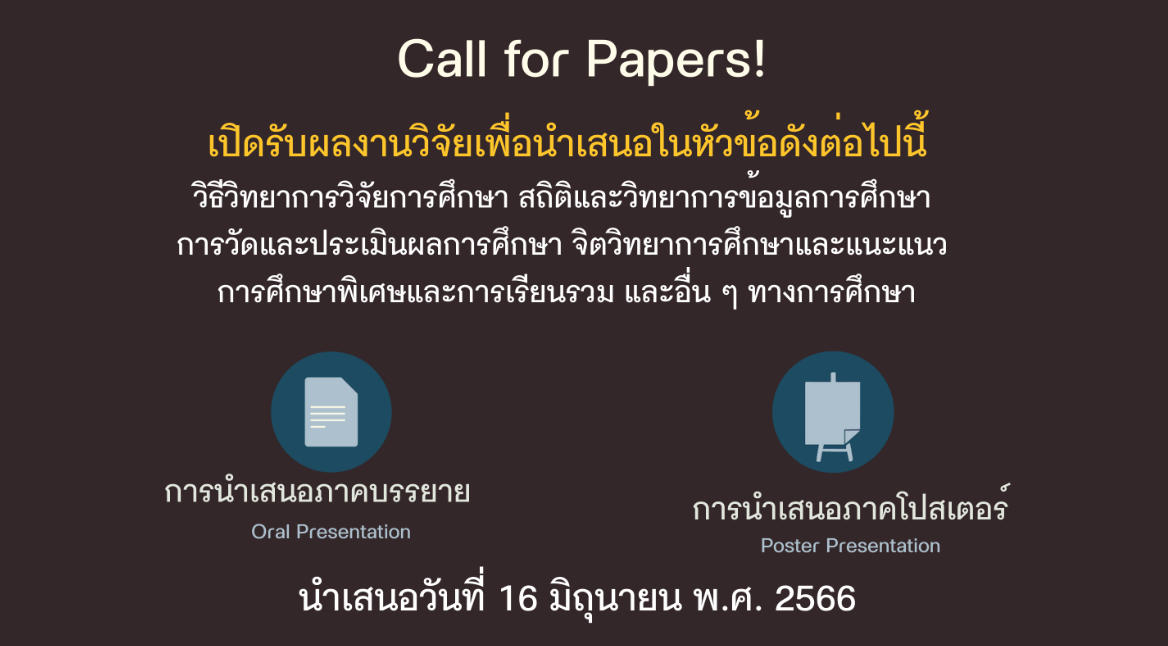 Call for Papers!
เปิดรับผลงานวิจัยเพื่อนำเสนอในหัวข้อดังต่อไปนี้
วิธีวิทยาการวิจัยการศึกษา สถิติและวิทยาการข้อมูลการศึกษา
การวัดและประเมินผลการศึกษา จิตวิทยาการศึกษาและแนะแนว
การศึกษาพิเศษและการเรียนรวม และอื่น ๆ ทางการศึกษา
การนำเสนอภาคบรรยาย
Oral Presentation
การนำเสนอภาคโปสเตอร์
Poster Presentation
นำเสนอวันที่ 16 มิถุนายน พ.ศ. 2566